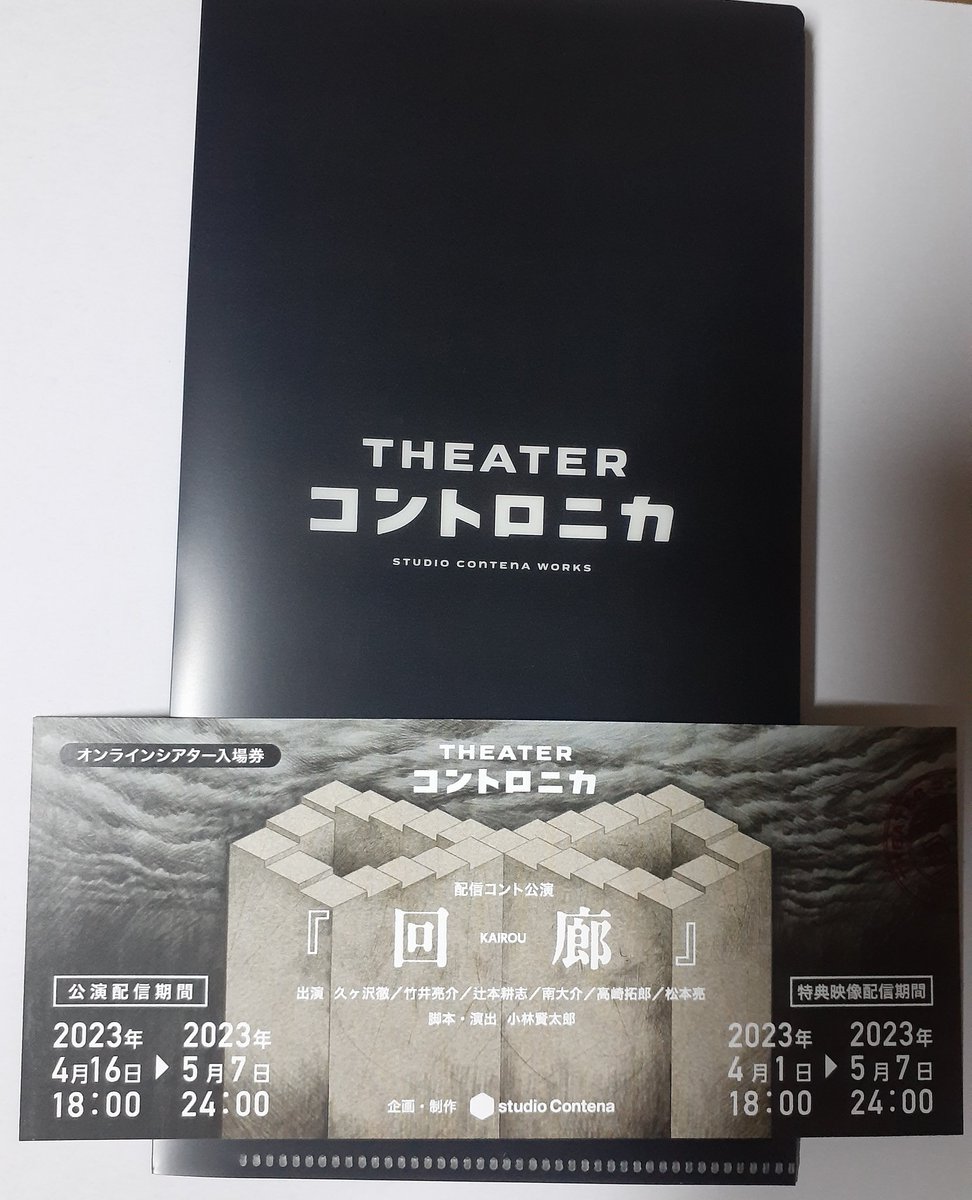 THEATER
コントロニカ
STUDIO CONTENA WORKS
オンラインシアター入場券
THEATER
コントロニカ
配信コント公演
『回 KAIROU 廊』
出演 久ヶ沢徹/竹井亮介/辻本耕志/南大介/高崎拓郎/松本亮
脚本・演出 小林賢太郎
企画・制作 studio Contena
公演配信期間
2023年 2023年
4月16日 ▶ 5月7日
18:00 24:00
特典映像配信期間
2023年 2023年
4月1日 ▶ 5月7日
18:00 24:00